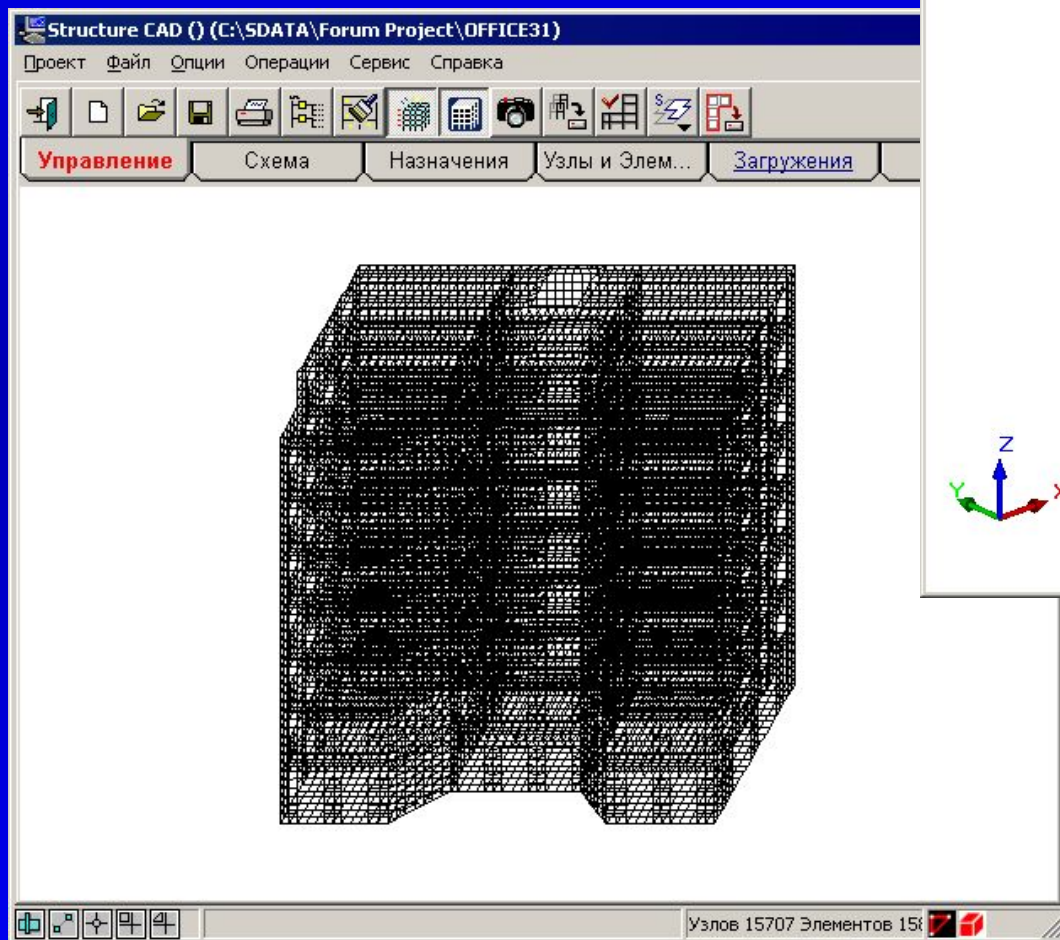 Structure CAD () (C:\SDATA\Forum Project\OFFICE31)
Проект Файл Опции Операции Сервис Справка
Управление Схема Назначения Узлы и Элем... Загружения
Z
Y X
Узлов 15707 Элементов